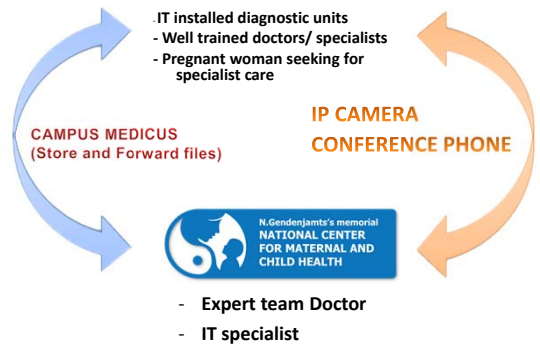 - IT installed diagnostic units
- Well trained doctors/ specialists
- Pregnant woman seeking for
specialist care
CAMPUS MEDICUS
(Store and Forward files)
IP CAMERA
CONFERENCE PHONE
N.Gendenjamts's memorial
NATIONAL CENTER
FOR MATERNAL AND
CHILD HEALTH
- Expert team Doctor
- IT specialist